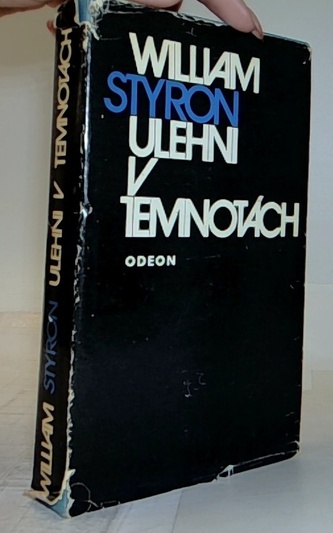 WILLIAM
STYRON
ULEHNI
V
TEMNOTÁCH
ODEON
WILLIAM STYRON ULEHNI V TEMNOTÁCH